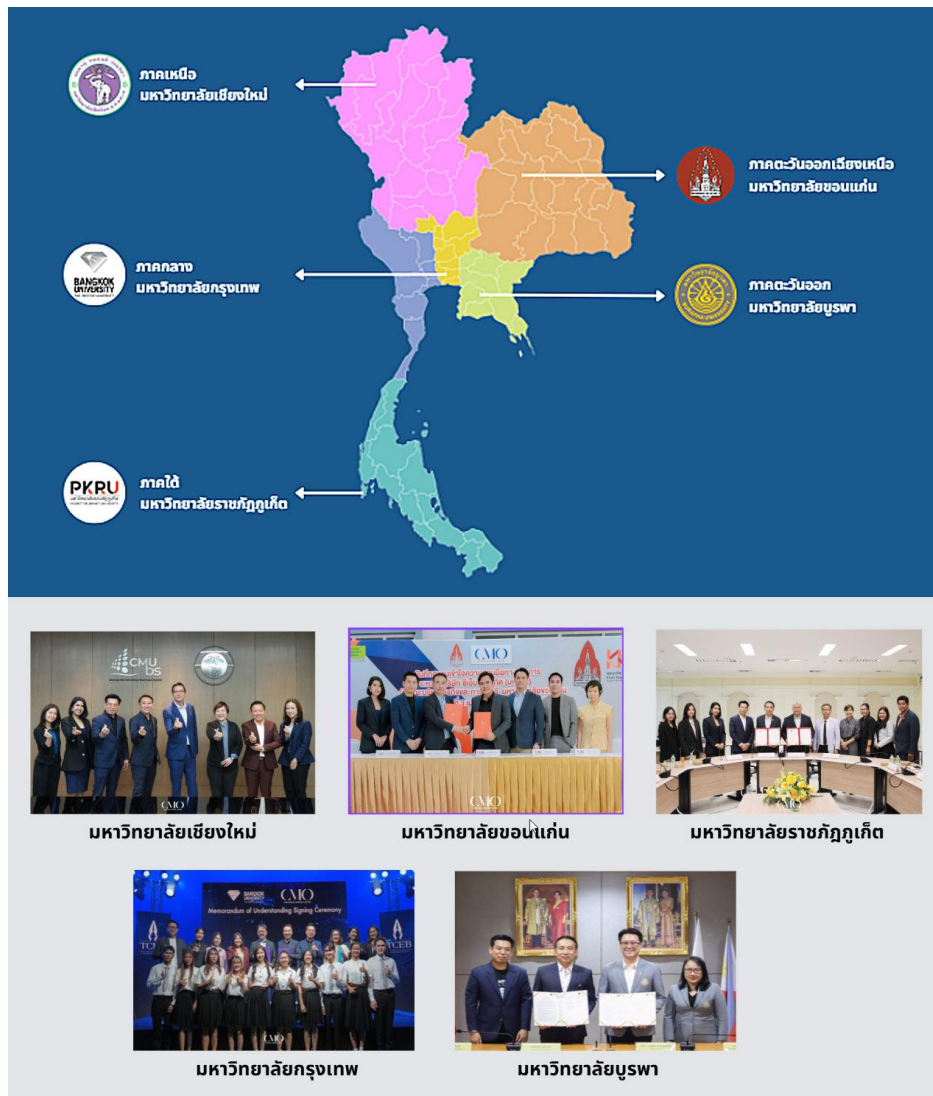 ภาคเหนือ
มหาวิทยาลัยเชียงใหม่
ภาคตะวันออกเฉียงเหนือ
มหาวิทยาลัยขอนแก่น
BANGKOK
UNIVERSITY
ภาคกลาง
มหาวิทยาลัยกรุงเทพ
ภาคตะวันออก
มหาวิทยาลัยบูรพา
PKRU
ภาคใต้
มหาวิทยาลัยราชภัฏภูเก็ต
CMU
DS
CMO
CMO
CMO
CMO
มหาวิทยาลัยเชียงใหม่
มหาวิทยาลัยขอนแก่น
มหาวิทยาลัยราชภัฏภูเก็ต
BANGKOK
UNIVERSITY
CMO
Memorandum of Understanding Signing Ceremony
TCEB
CMO
มหาวิทยาลัยกรุงเทพ
มหาวิทยาลัยบูรพา